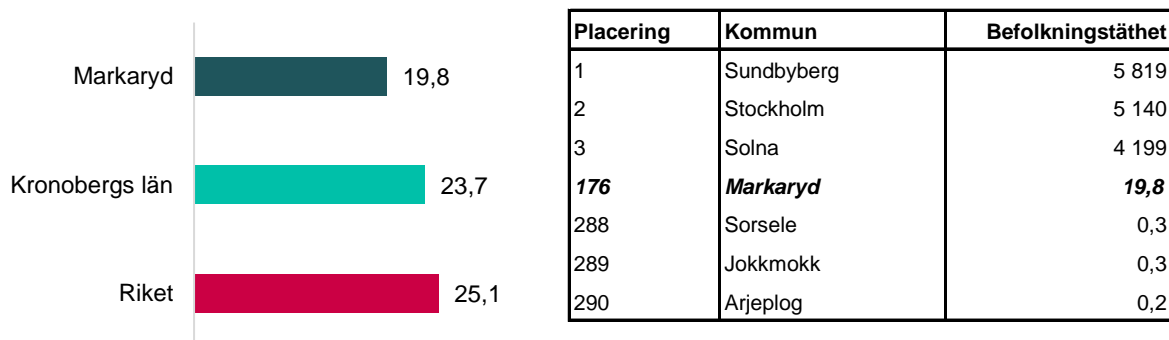 Markaryd 19,8
Kronobergs län 23,7
Riket 25,1
Placering Kommun Befolkningstäthet
1 Sundbyberg 5 819
2 Stockholm 5 140
3 Solna 4 199
176 Markaryd 19,8
288 Sorsele 0,3
289 Jokkmokk 0,3
290 Arjeplog 0,2